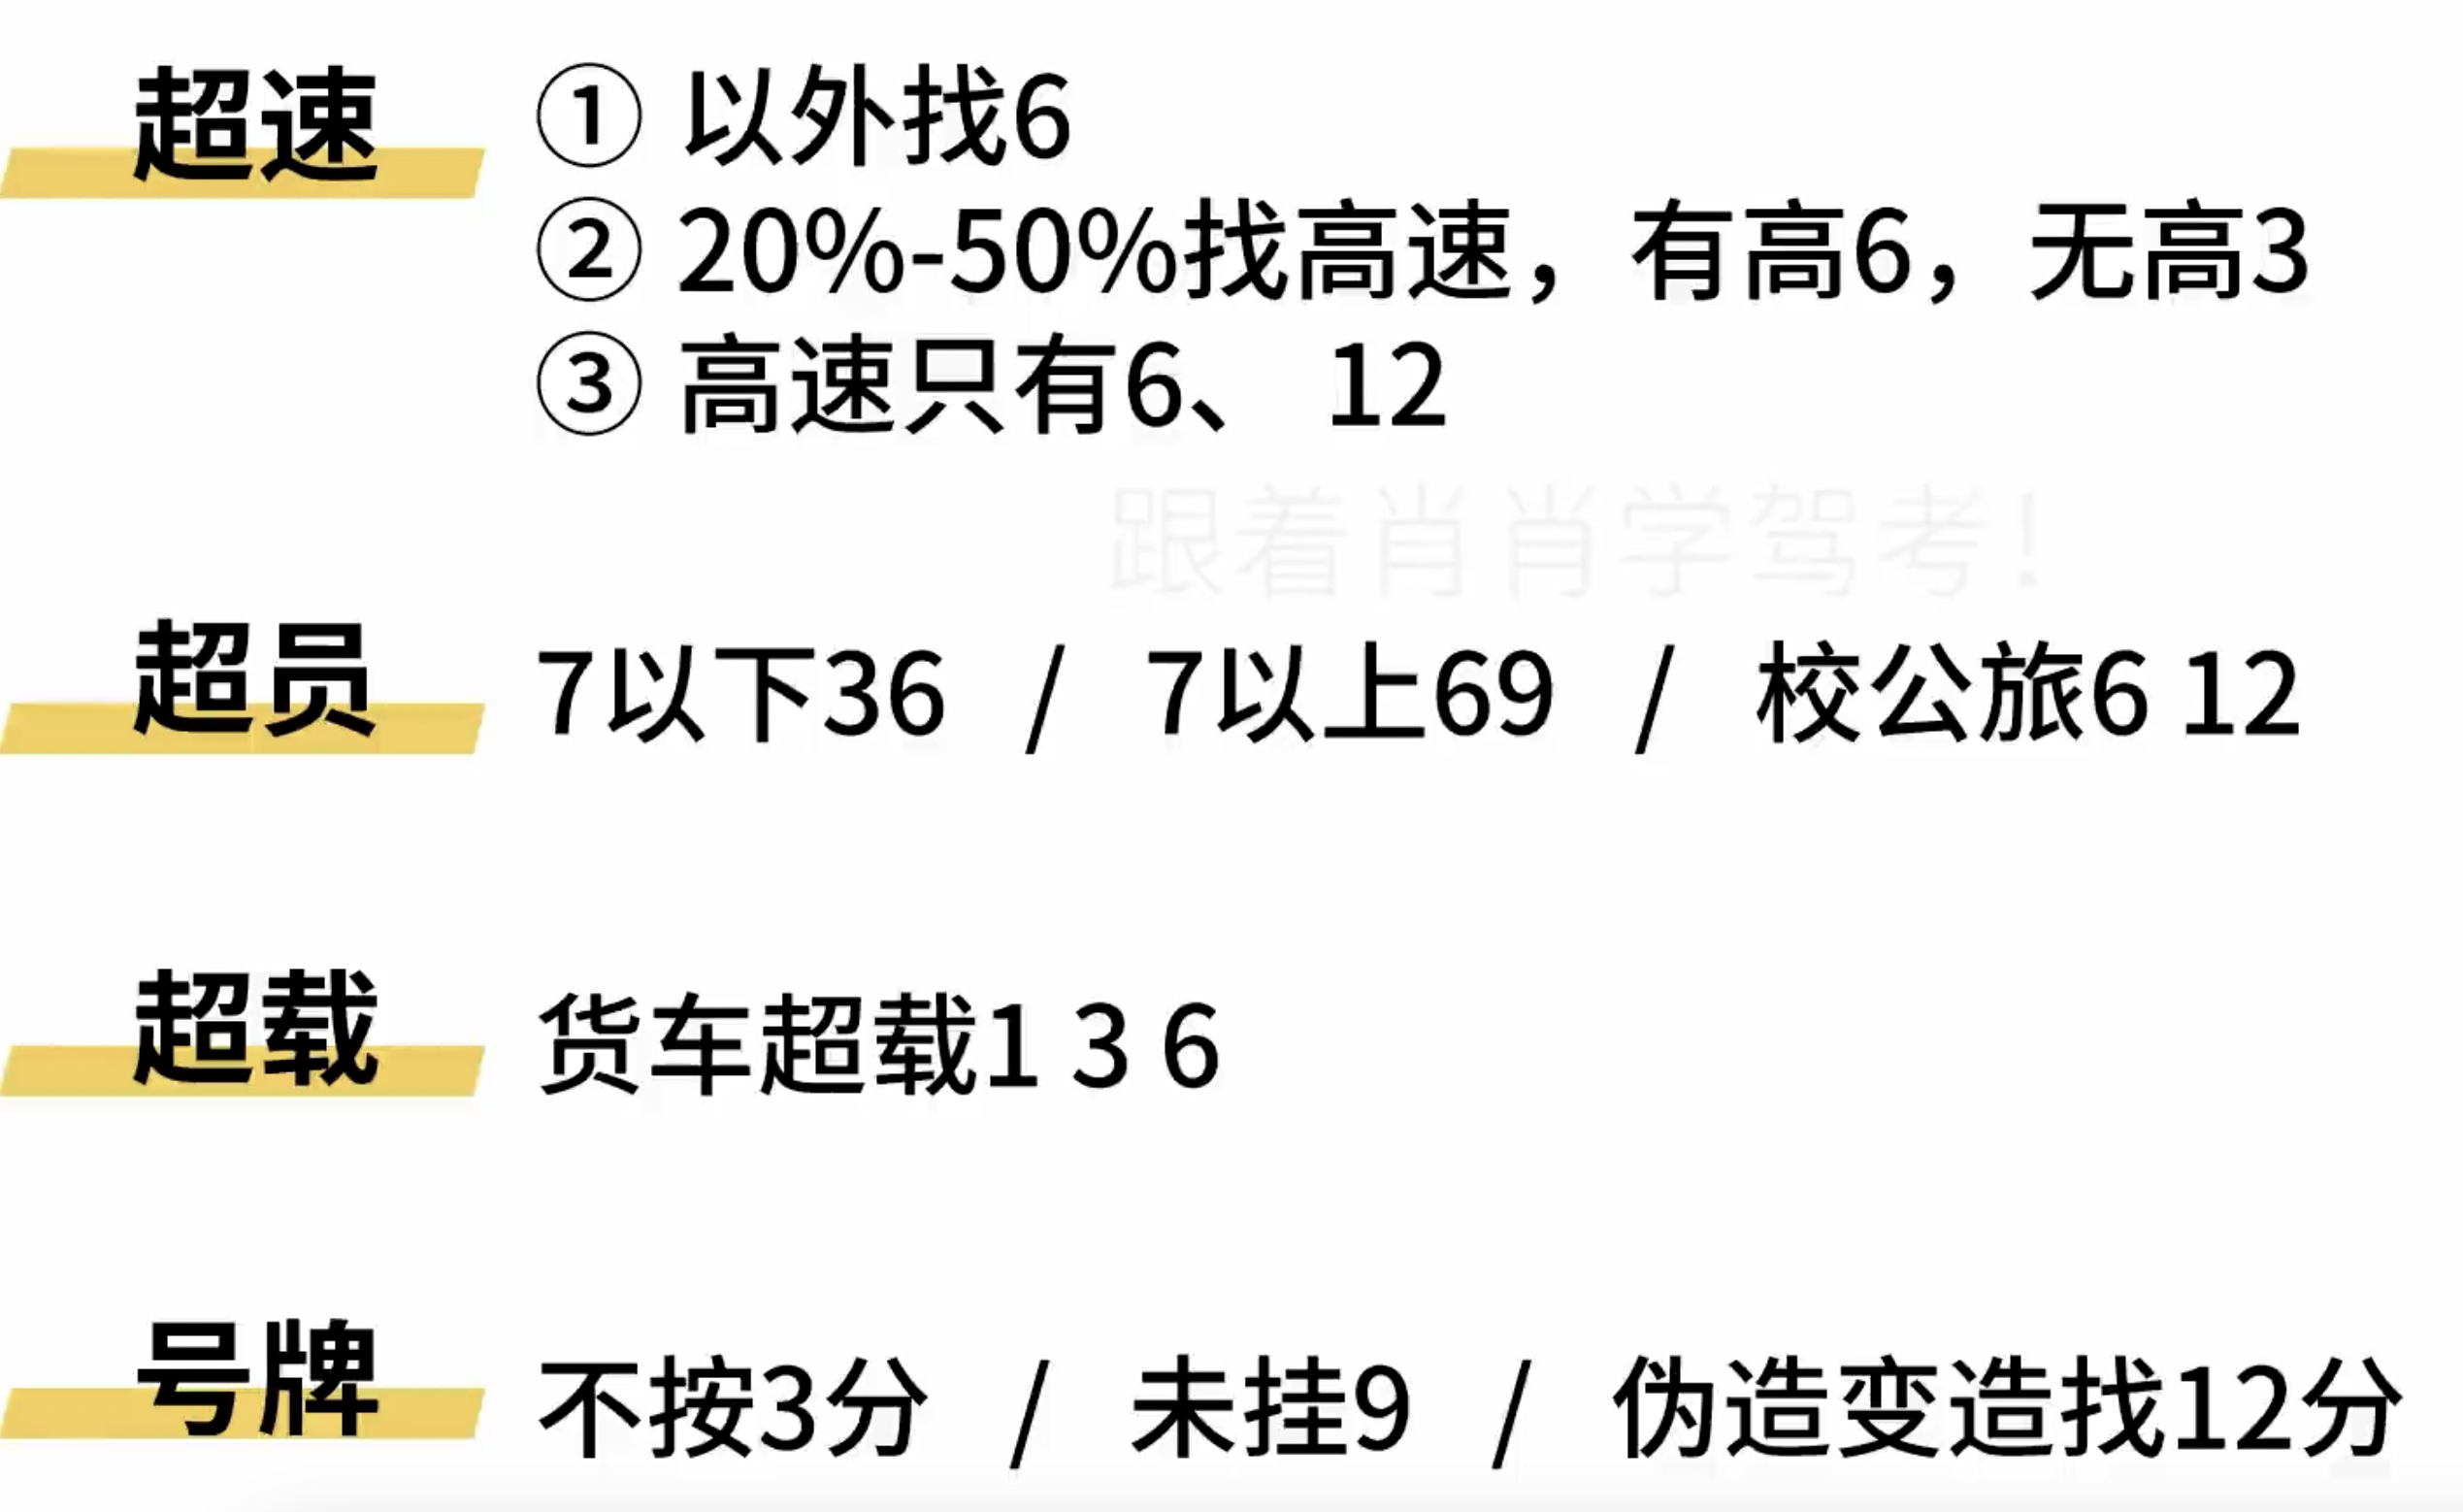 超速
① 以外找6
② 20%-50%找高速，有高6，无高3
③ 高速只有6、 12
跟着肖肖学驾考！
超员
7以下36 / 7以上69 / 校公旅6 12
超载
货车超载1 3 6
号牌
不按3分 / 未挂9 / 伪造变造找12分